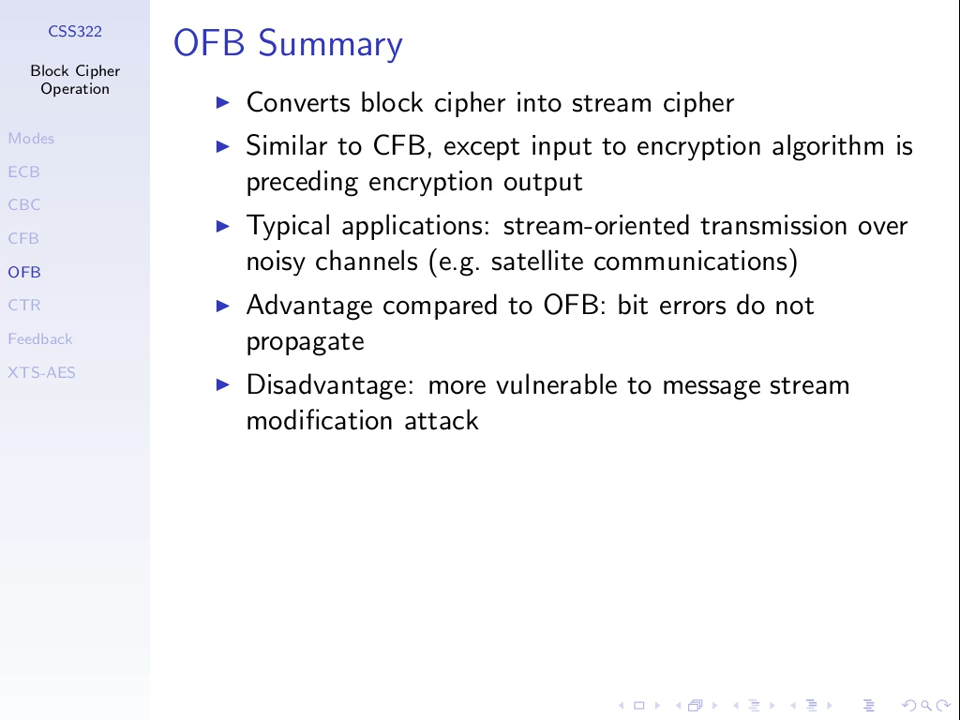 CSS322
Block Cipher
Operation
Modes
ECB
CBC
CFB
OFB
CTR
Feedback
XTS-AES
OFB Summary
Converts block cipher into stream cipher
Similar to CFB, except input to encryption algorithm is
preceding encryption output
Typical applications: stream-oriented transmission over
noisy channels (e.g. satellite communications)
Advantage compared to OFB: bit errors do not
propagate
Disadvantage: more vulnerable to message stream
modification attack